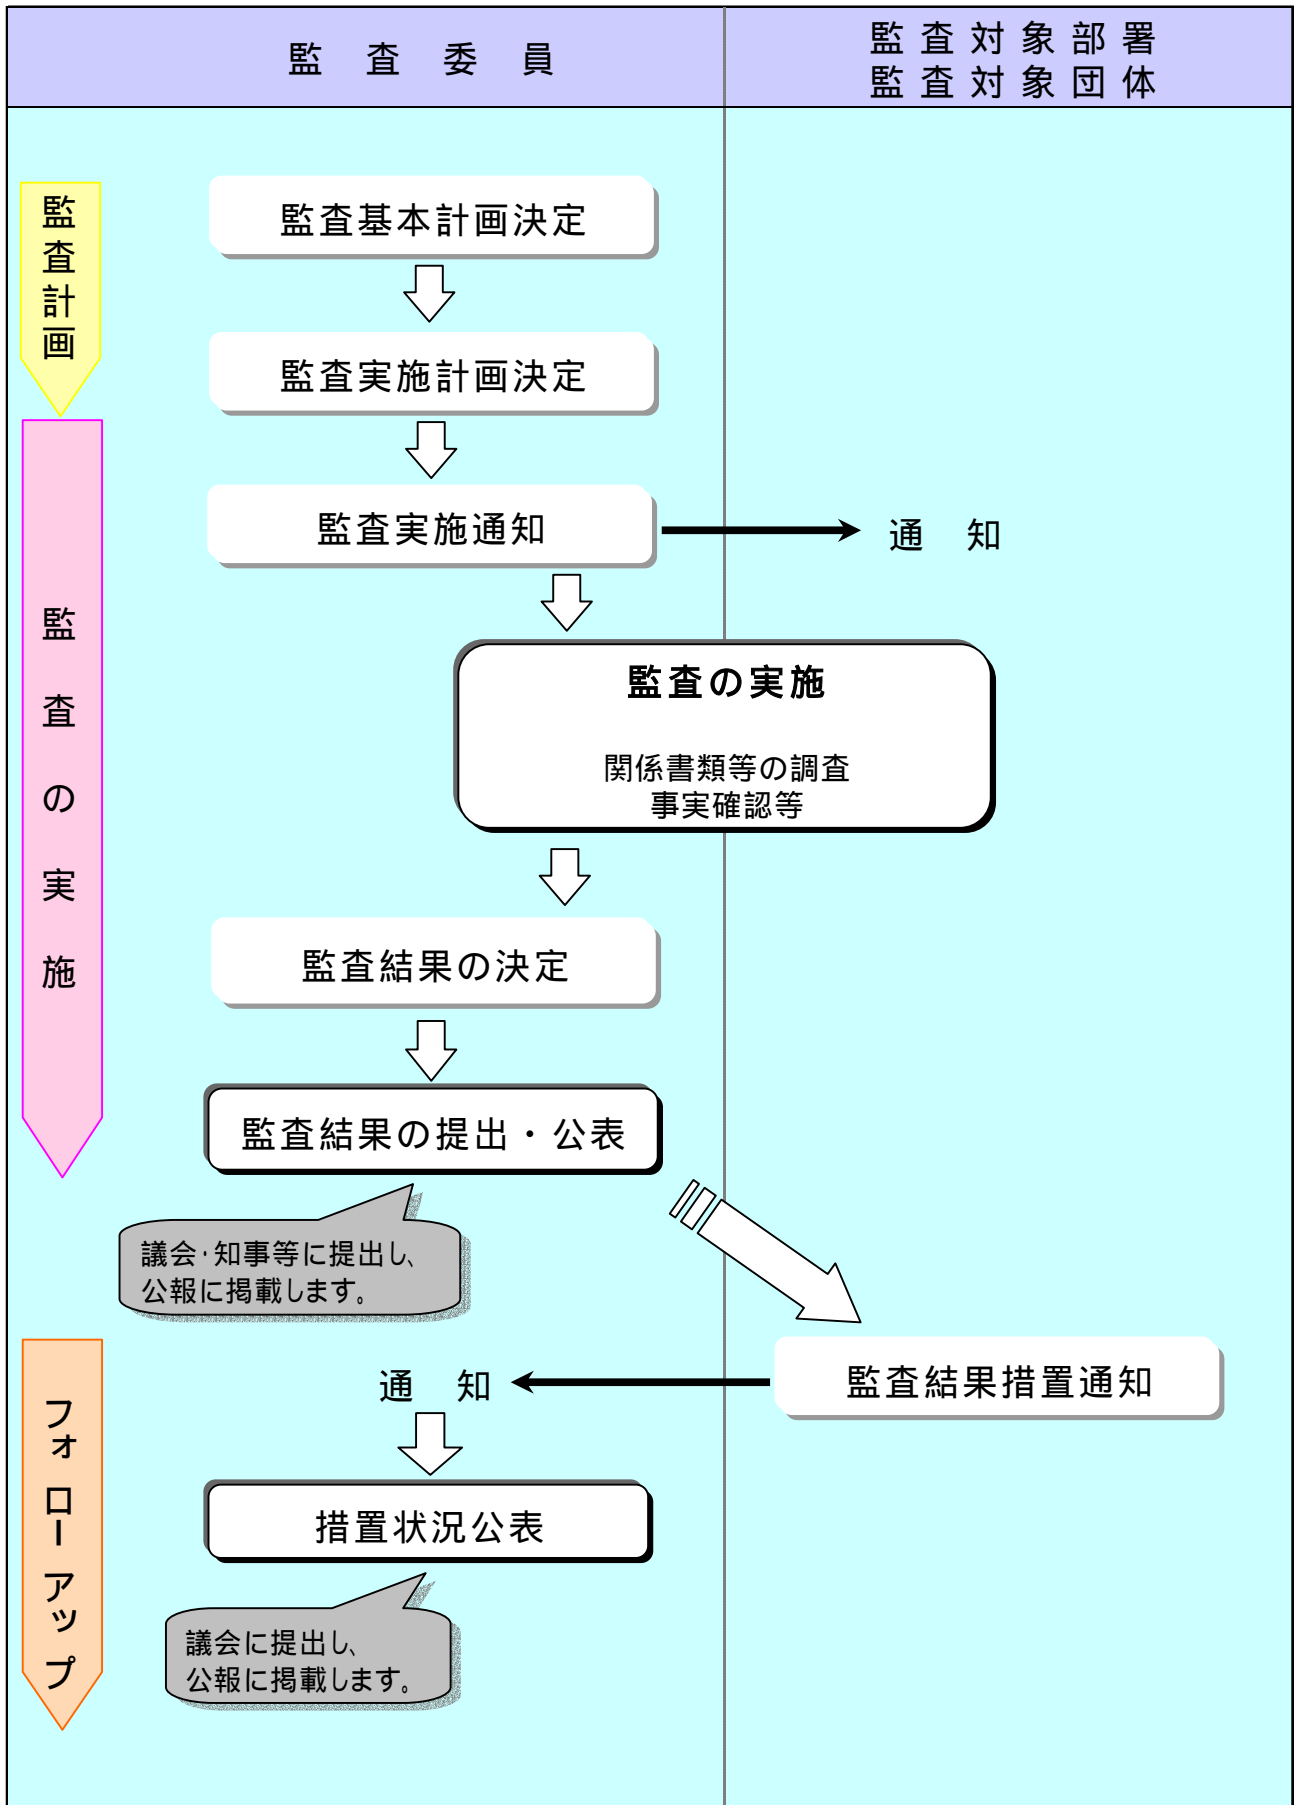 監査委員
監査対象部署
監査対象団体
監査計画
監査基本計画決定
監査実施計画決定
監査の実施
監査実施通知
通知
監査の実施
関係書類等の調査
事実確認等
監査結果の決定
監査結果の提出・公表
議会・知事等に提出し、
公報に掲載します。
フォローアップ
監査結果措置通知
通知
措置状況公表
議会に提出し、
公報に掲載します。